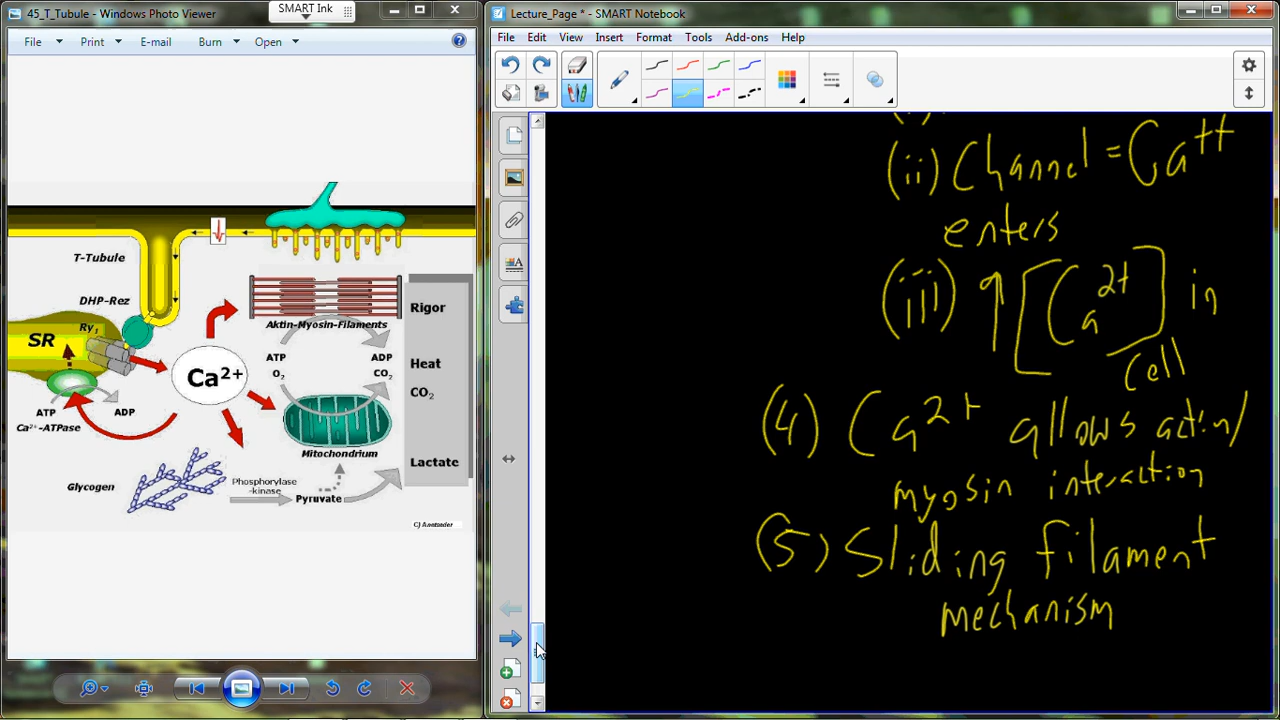 45_T_Tubule - Windows Photo Viewer
SMART Ink
File Print E-mail Burn Open
T-Tubule
DHP-Rez
Ry1
SR
Aktin-Myosin-Filaments
Rigor
ATP ADP
O2 CO2
Heat
CO2
Ca2+
ATP ADP
Ca2+-ATPase
Mitochondrium
Lactate
Glycogen
Phosphorylase
-kinase
Pyruvate
Lecture_Page * - SMART Notebook
File Edit View Insert Format Tools Add-ons Help
(ii) Channel = Ca++
enters
(iii) ↑ [Ca2+] in
cell
(4) Ca2+ allows actin/
myosin interaction
(5) Sliding filament
mechanism